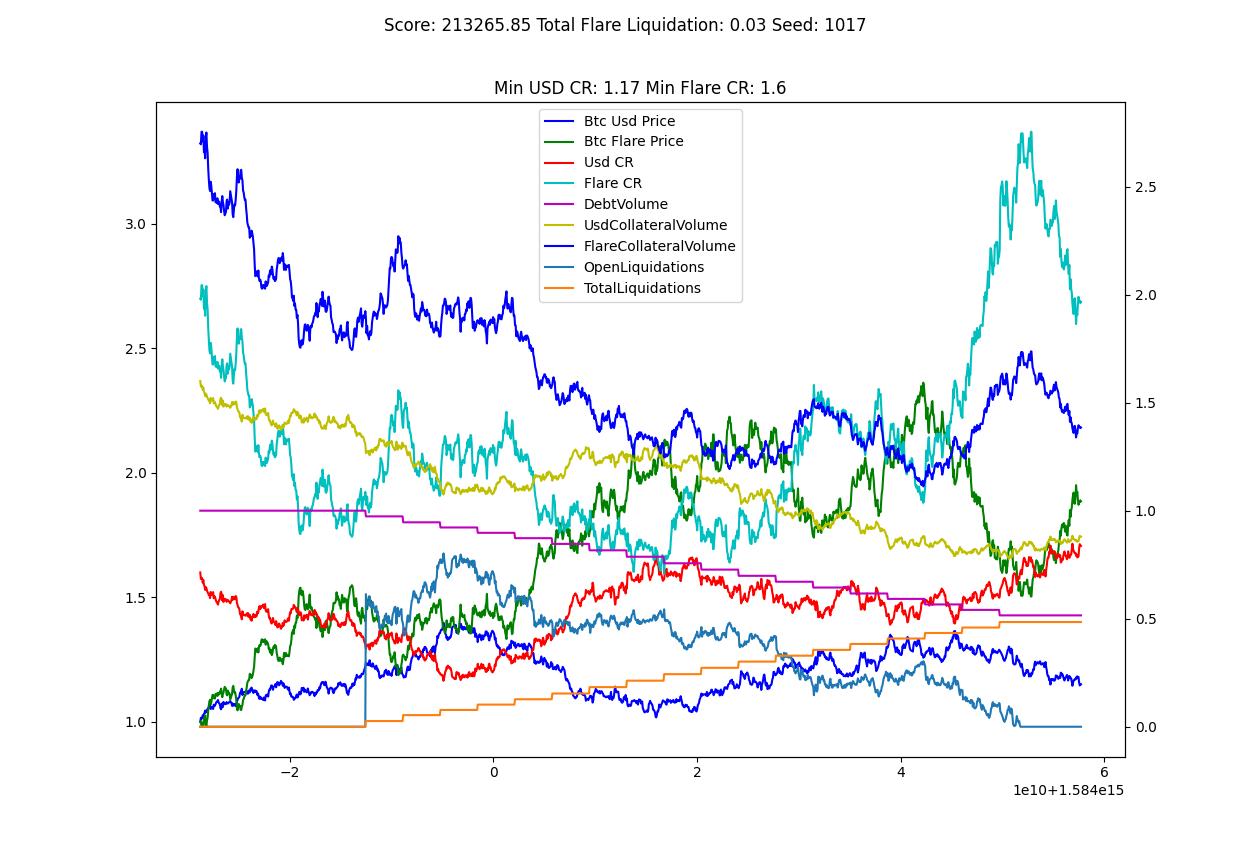 Score: 213265.85 Total Flare Liquidation: 0.03 Seed: 1017
Min USD CR: 1.17 Min Flare CR: 1.6
Btc Usd Price
Btc Flare Price
Usd CR
Flare CR
DebtVolume
UsdCollateralVolume
FlareCollateralVolume
OpenLiquidations
TotalLiquidations
3.0
2.5
2.0
1.5
1.0
2.5
2.0
1.5
1.0
0.5
0.0
−2 0 2 4 6
1e10+1.584e15